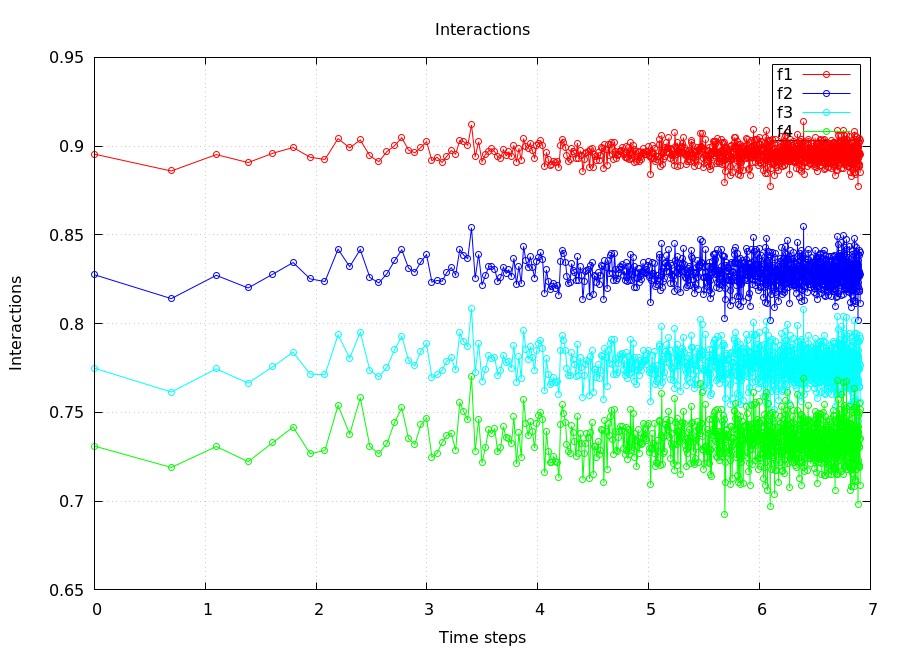 Interactions
0.95
0.9
0.85
0.8
0.75
0.7
0.65
Interactions
f1
f2
f3
f4
0 1 2 3 4 5 6 7
Time steps